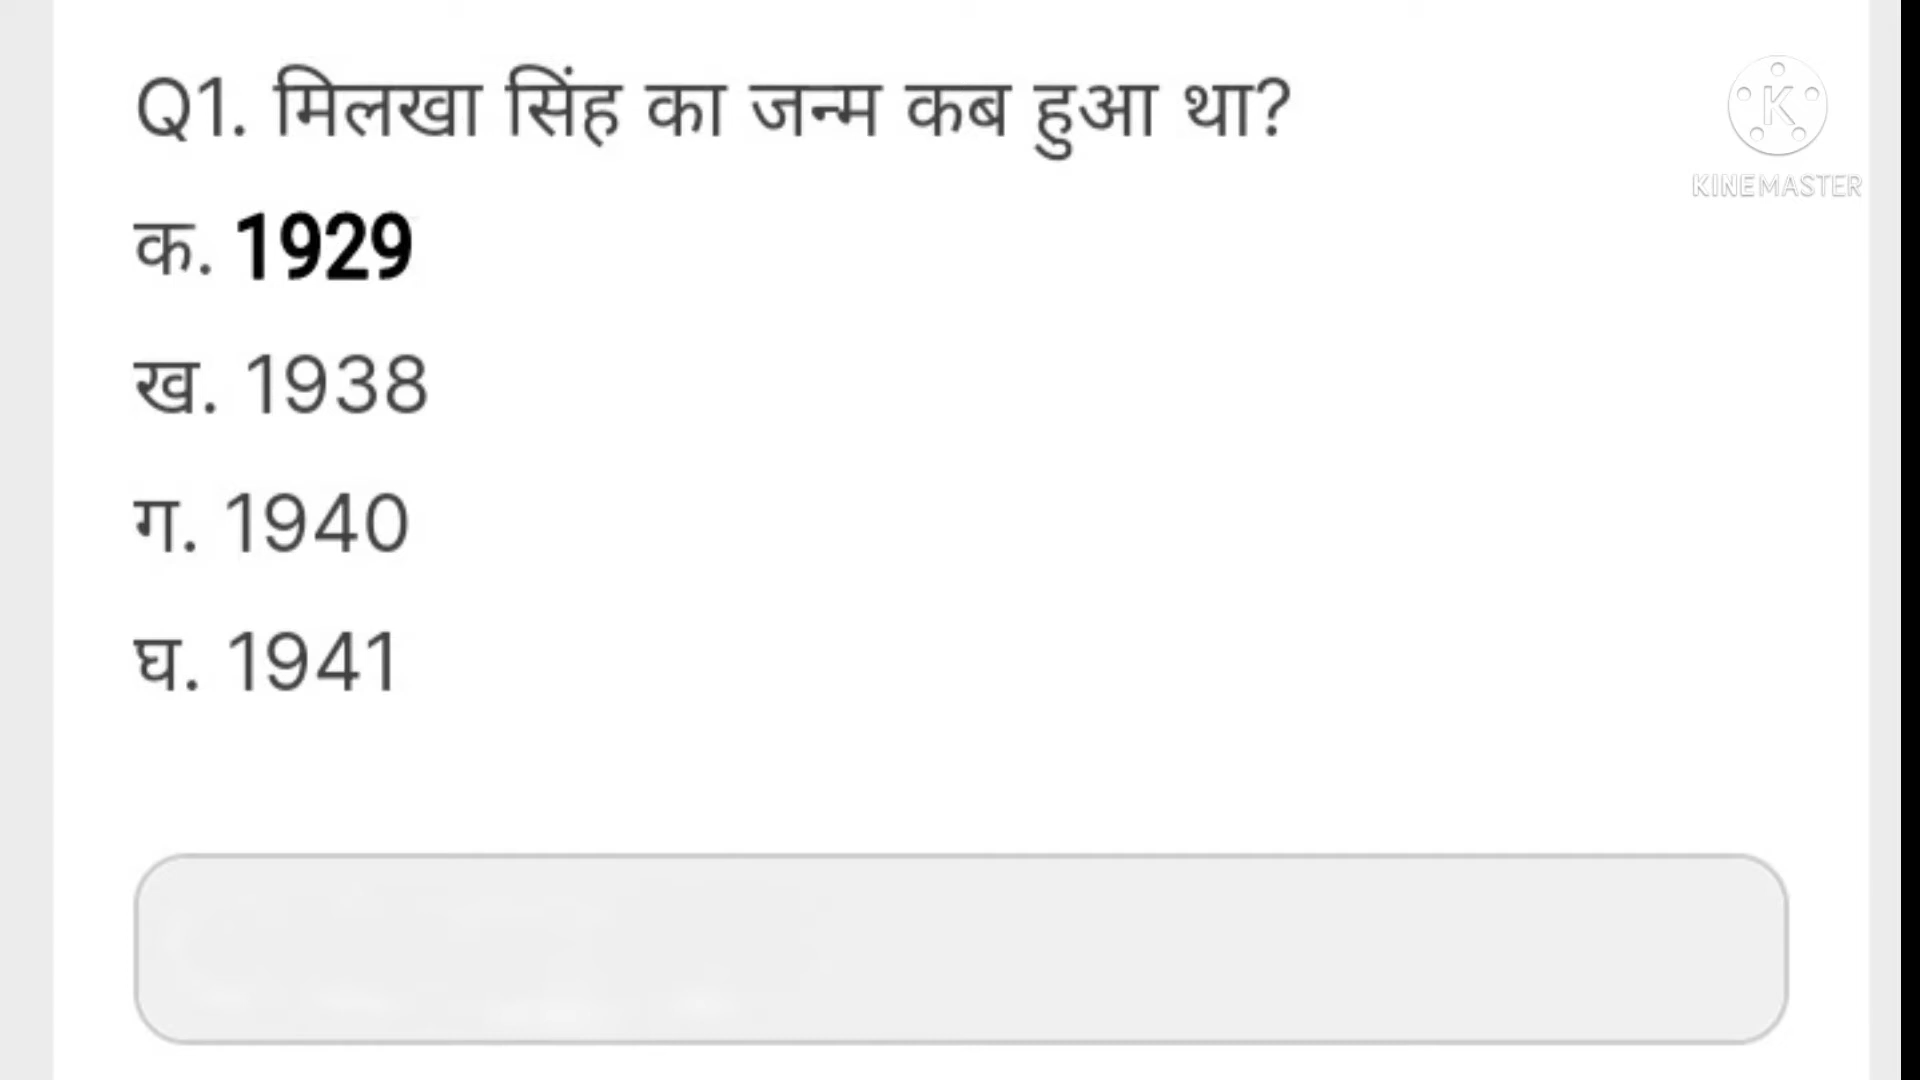 Q1. मिलखा सिंह का जन्म कब हुआ था?
K
KINEMASTER
क. 1929
ख. 1938
ग. 1940
घ. 1941